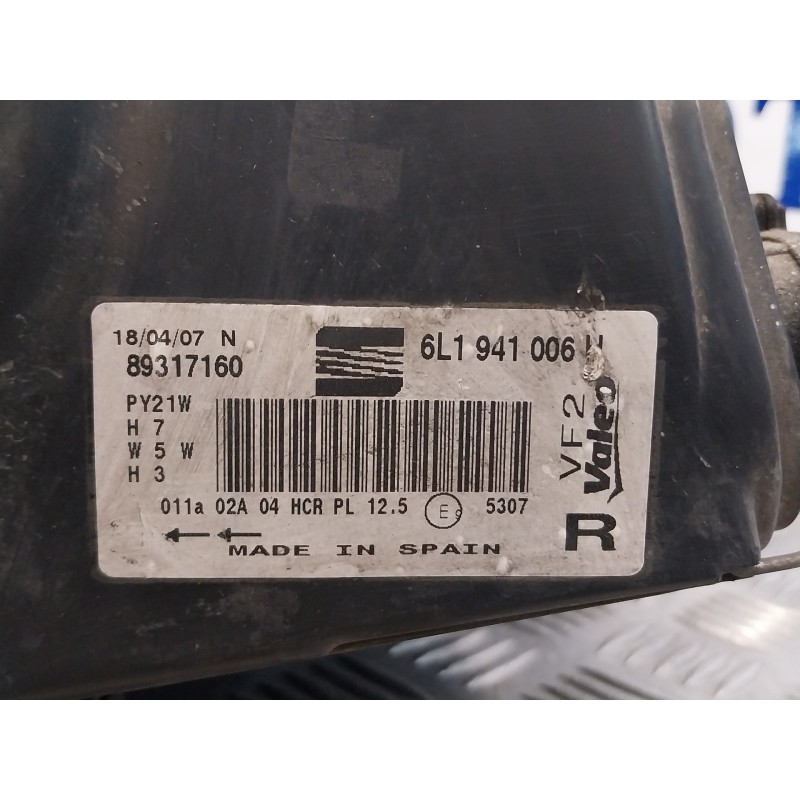 18/04/07 N
89317160
6L1 941 006
PY21W
H 7
W 5 W
H 3
VF2
Valeo
011a 02A 04 HCR PL 12.5 E9 5307
R
MADE IN SPAIN